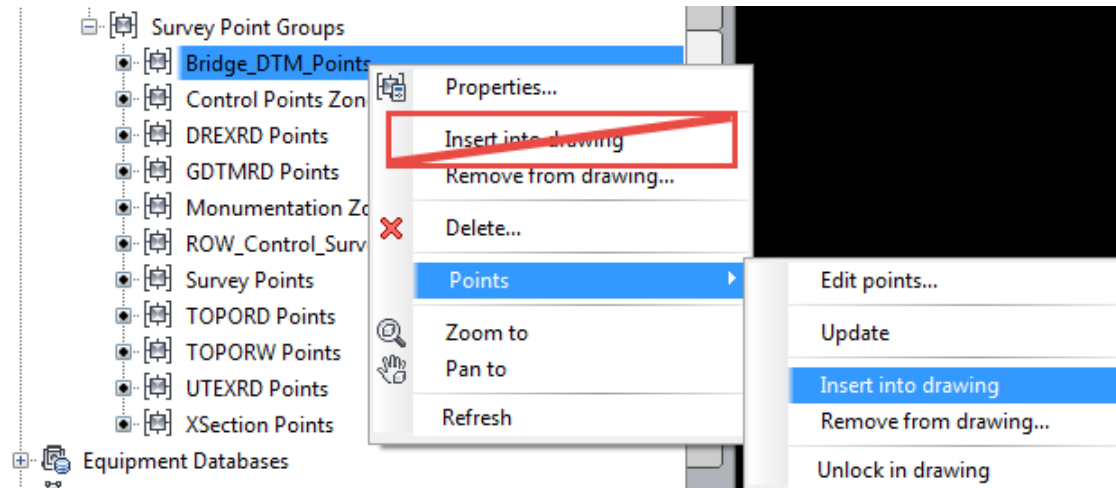 Survey Point Groups
Bridge_DTM_Points
Control Points Zon
DREXRD Points
GDTMRD Points
Monumentation Zo
ROW_Control_Surv
Survey Points
TOPORD Points
TOPORW Points
UTEXRD Points
XSection Points
Equipment Databases
Properties...
Insert into drawing
Remove from drawing...
Delete...
Points
Zoom to
Pan to
Refresh
Edit points...
Update
Insert into drawing
Remove from drawing...
Unlock in drawing